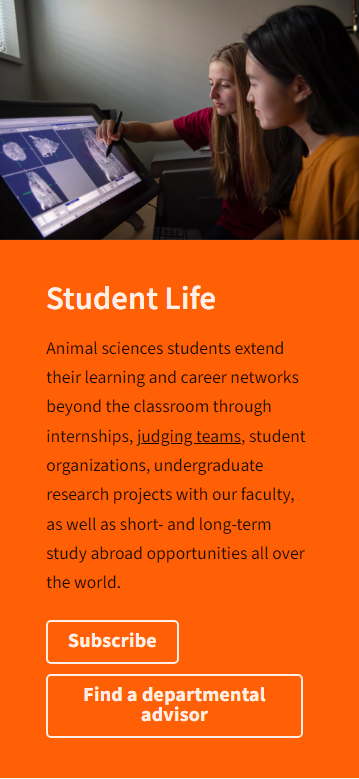 Student Life
Animal sciences students extend
their learning and career networks
beyond the classroom through
internships, judging teams, student
organizations, undergraduate
research projects with our faculty,
as well as short- and long-term
study abroad opportunities all over
the world.
Subscribe
Find a departmental
advisor